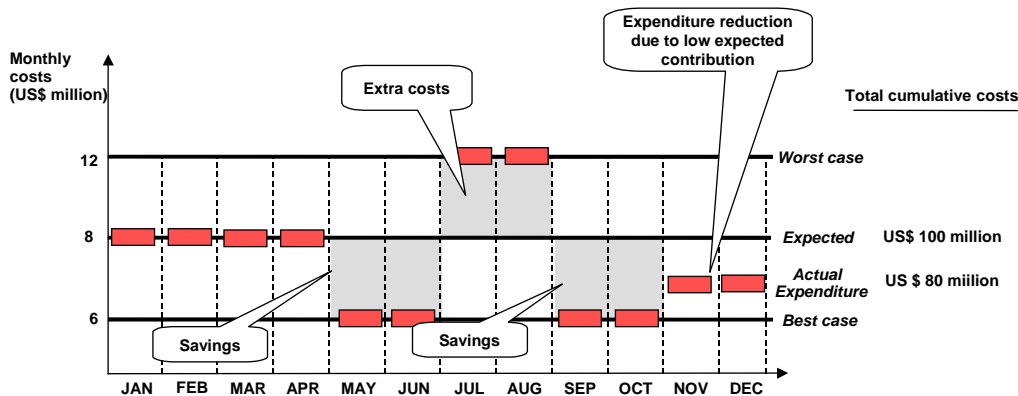 Expenditure reduction
due to low expected
contribution
Monthly
costs
(US$ million)
Extra costs
Total cumulative costs
12
Worst case
8
Expected
US$ 100 million
Actual
Expenditure
US $ 80 miilion
6
Best case
Savings
Savings
JAN FEB MAR APR MAY JUN JUL AUG SEP OCT NOV DEC